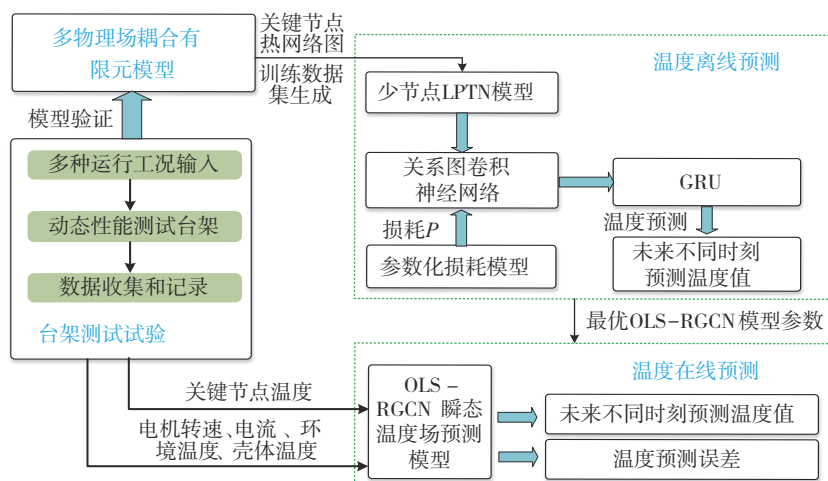 多物理场耦合有
限元模型
关键节点
热网络图
训练数据
集生成
模型验证
多种运行工况输入
动态性能测试台架
数据收集和记录
台架测试试验
温度离线预测
少节点LPTN模型
关系图卷积
神经网络
GRU
损耗P
温度预测
参数化损耗模型
未来不同时刻
预测温度值
最优OLS-RGCN模型参数
温度在线预测
关键节点温度
电机转速、电流、环
境温度、壳体温度
OLS-
RGCN 瞬态
温度场预测
模型
未来不同时刻预测温度值
温度预测误差